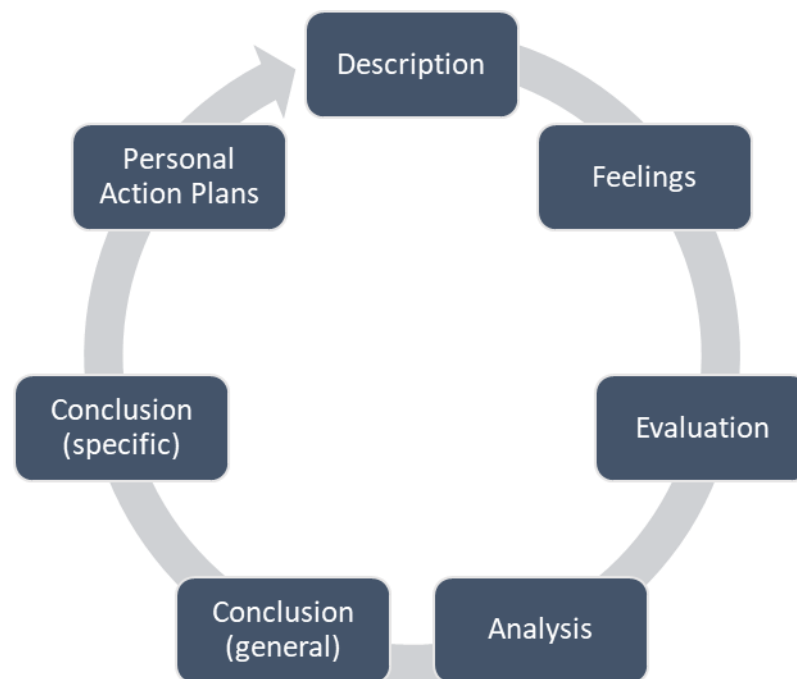 Description
Feelings
Evaluation
Analysis
Conclusion
(general)
Conclusion
(specific)
Personal
Action Plans